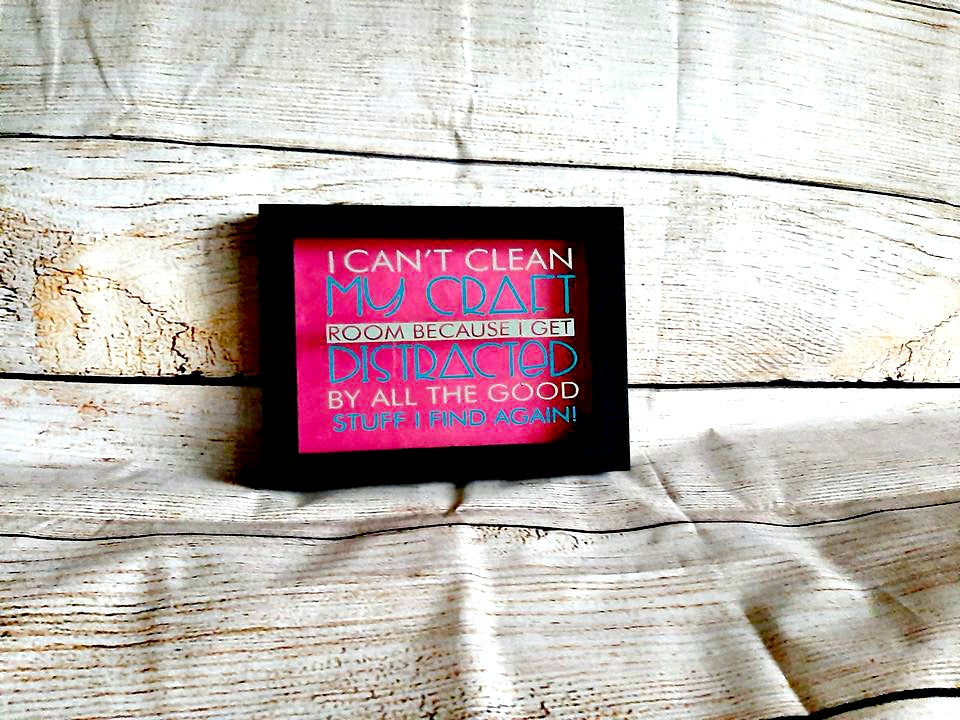 I CAN'T CLEAN
MY CRAFT
ROOM BECAUSE I GET
DISTRACTED
BY ALL THE GOOD
STUFF I FIND AGAIN!